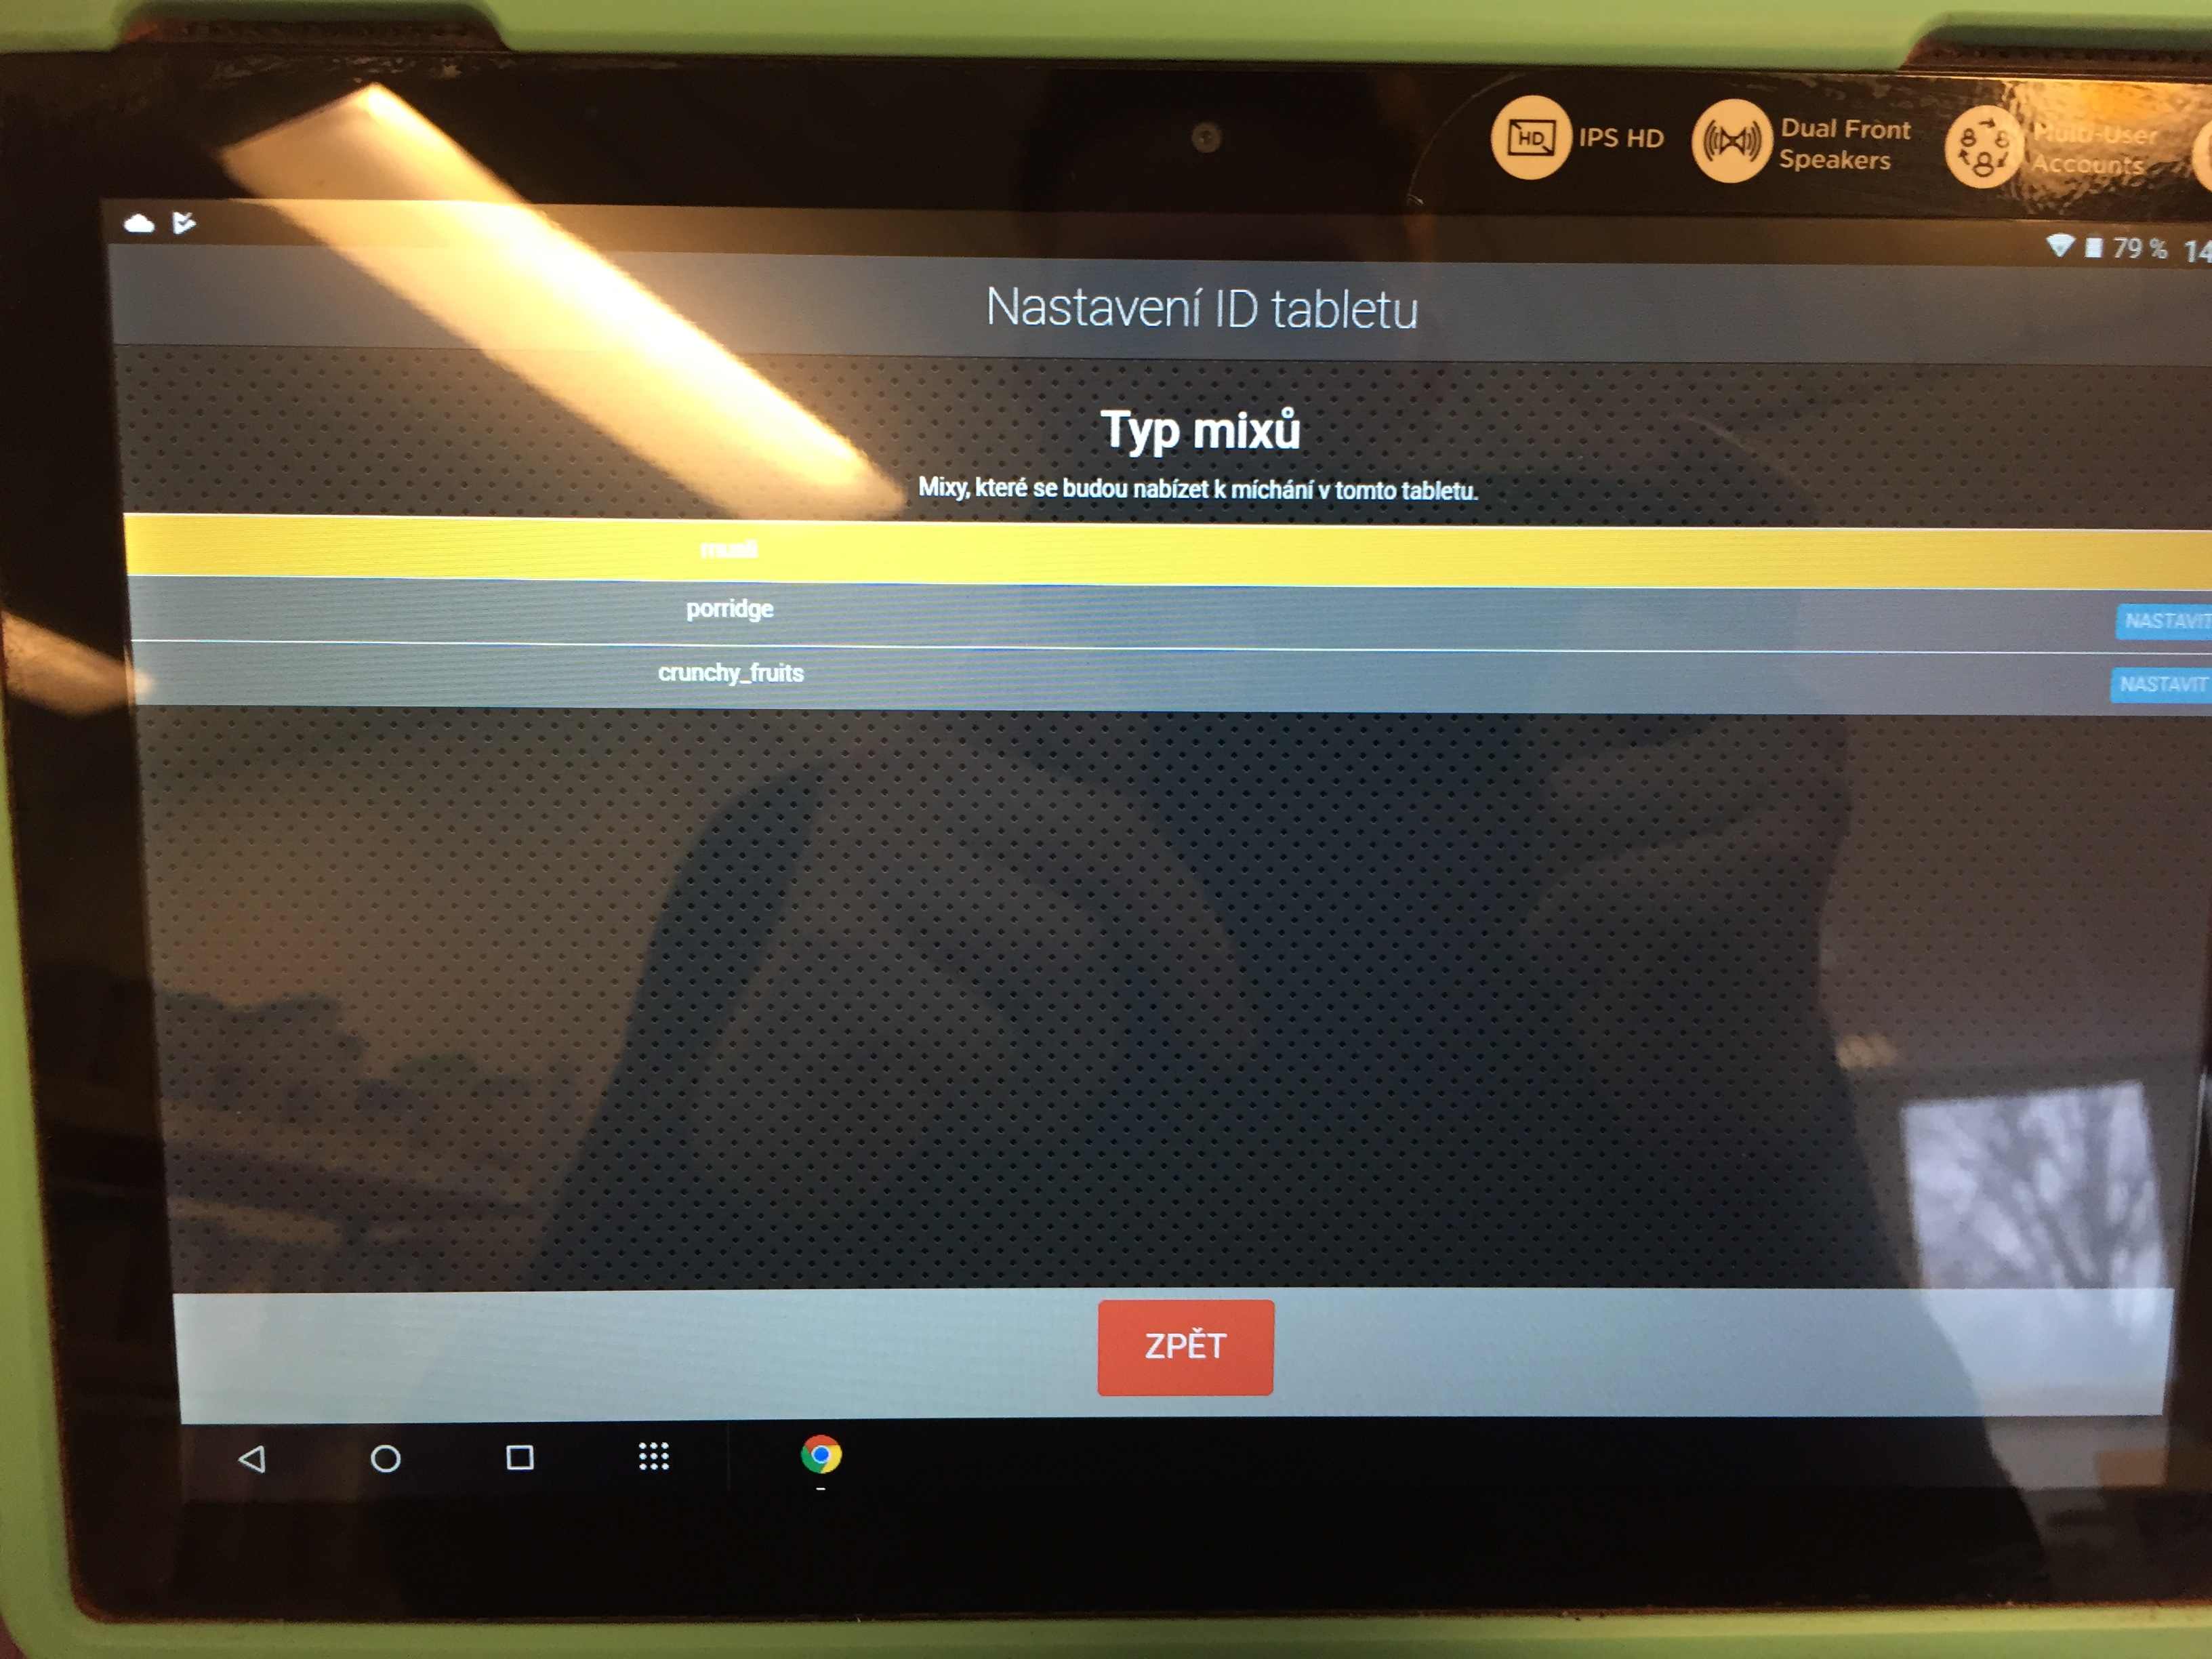 HD
IPS HD
Dual Front
Speakers
Multi-User
Accounts
79 % 14
Nastavení ID tabletu
Typ mixů
Mixy, které se budou nabízet k míchání v tomto tabletu.
musli
porridge
NASTAVIT
crunchy_fruits
NASTAVIT
ZPĚT